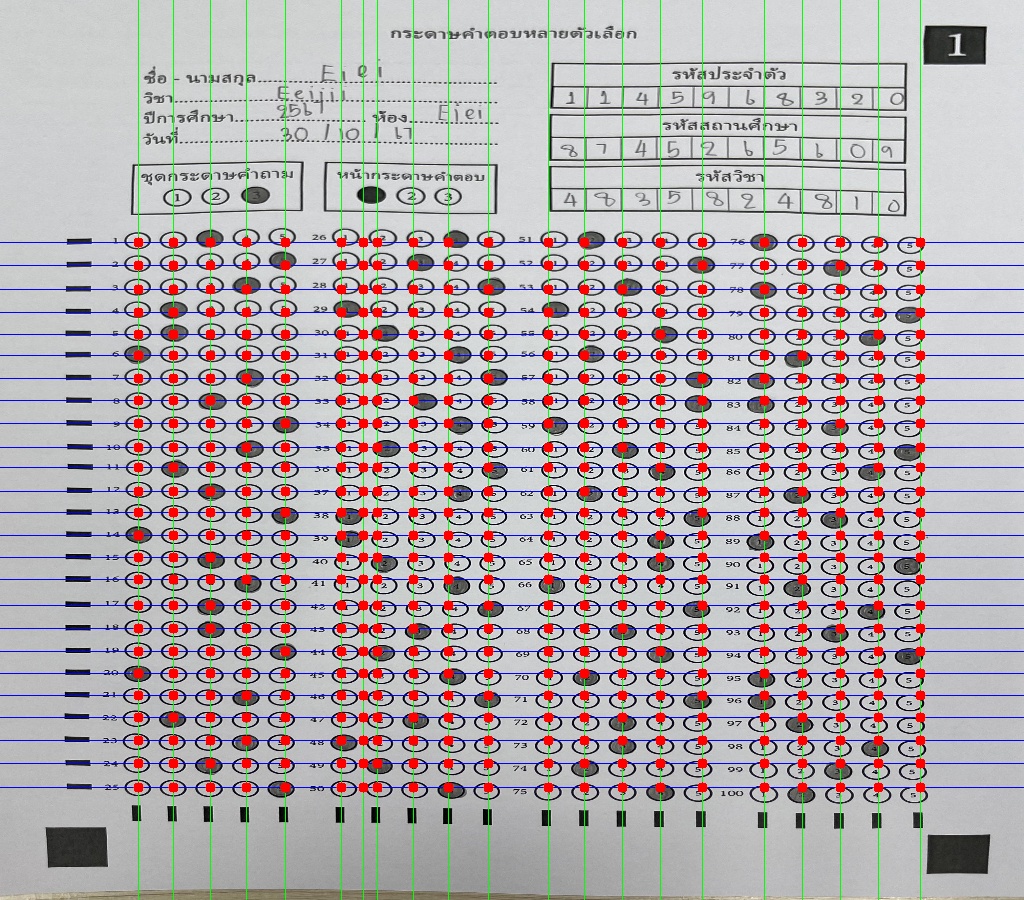 กระดาษคำตอบหลายตัวเลือก
1
ชื่อ - นามสกุล Eiei
วิชา Eeijii
ปีการศึกษา 2567 ห้อง Eiei
วันที่ 30 / 10 / 67
รหัสประจำตัว
1 1 4 5 9 6 8 3 2 0
รหัสสถานศึกษา
8 7 4 5 2 6 5 6 0 9
รหัสวิชา
4 8 3 5 8 2 4 8 1 0
ชุดกระดาษคำถาม
1 2 3
หน้ากระดาษคำตอบ
2 3
1 26 51 76
2 27 52 77
3 28 53 78
4 29 54 79
5 30 55 80
6 31 56 81
7 32 57 82
8 33 58 83
9 34 59 84
10 35 60 85
11 36 61 86
12 37 62 87
13 38 63 88
14 39 64 89
15 40 65 90
16 41 66 91
17 42 67 92
18 43 68 93
19 44 69 94
20 45 70 95
21 46 71 96
22 47 72 97
23 48 73 98
24 49 74 99
25 50 75 100